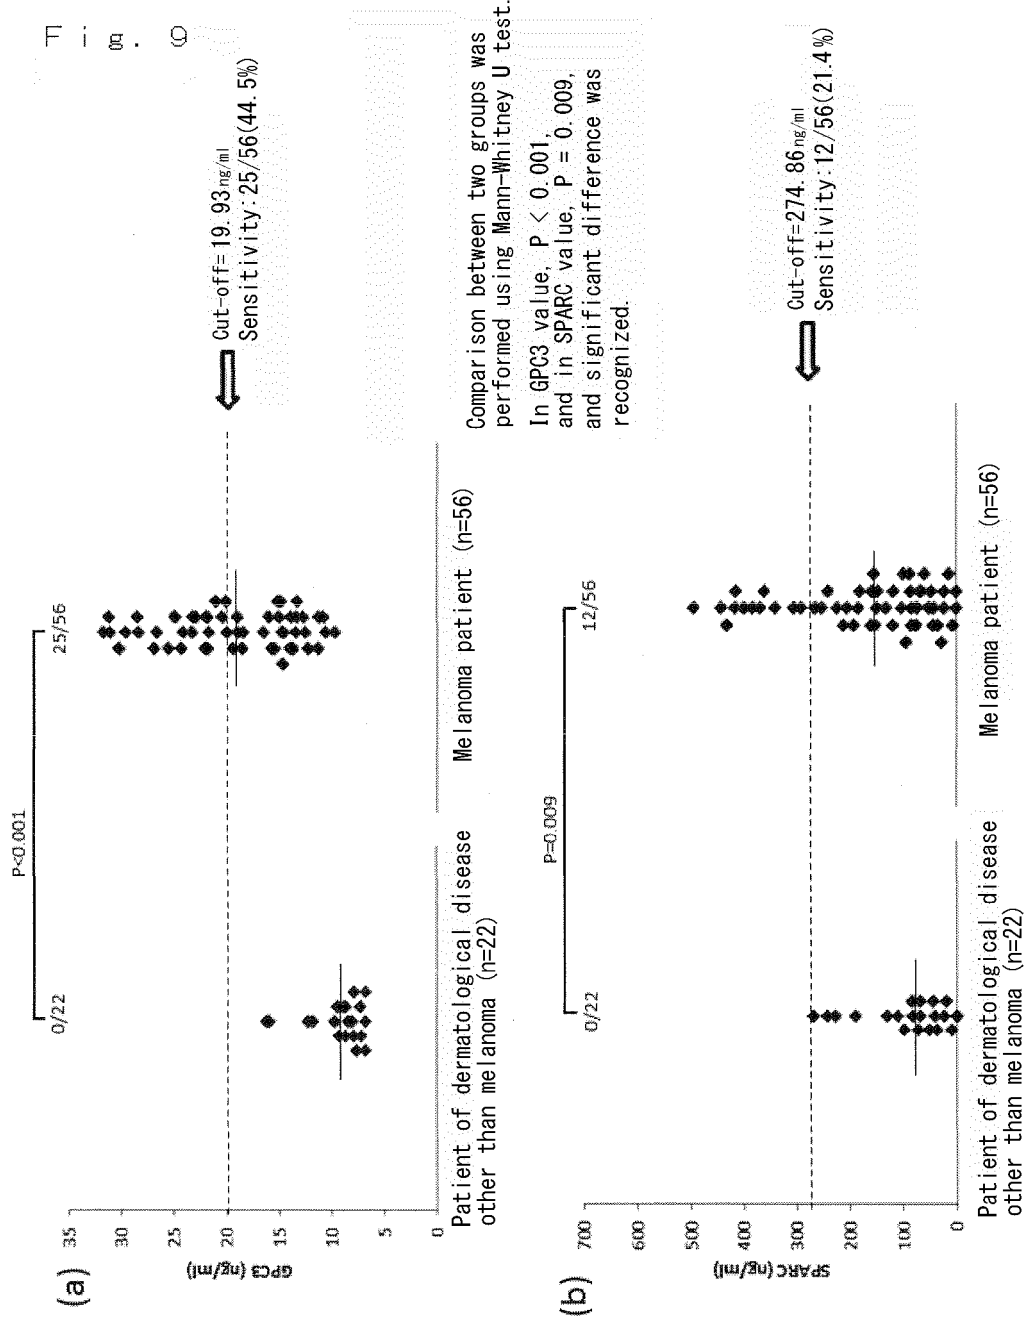 Fig. 9
(a)
GPC3 (ng/ml)
35
30
25
20
15
10
5
0
P<0.001
0/22
25/56
Cut-off=19.93ng/ml
Sensitivity:25/56(44.5%)
Patient of dermatological disease
other than melanoma (n=22)
Melanoma patient (n=56)
Comparison between two groups was
performed using Mann-Whitney U test.
In GPC3 value, P < 0.001,
and in SPARC value, P = 0.009,
and significant difference was
recognized.
(b)
SPARC (ng/ml)
700
600
500
400
300
200
100
0
P=0.009
0/22
12/56
Cut-off=274.86ng/ml
Sensitivity:12/56(21.4%)
Patient of dermatological disease
other than melanoma (n=22)
Melanoma patient (n=56)